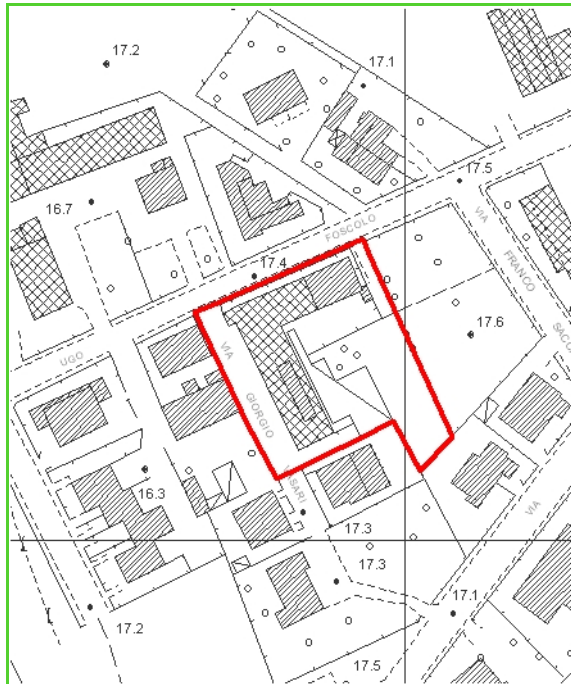 17.2
17.1
17.5
16.7
VIA
FOSCOLO
FRANCO
17.4
17.6
SACC
UGO
VIA
GIORGIO
VASARI
16.3
VIA
17.3
17.3
17.2
17.1
17.5